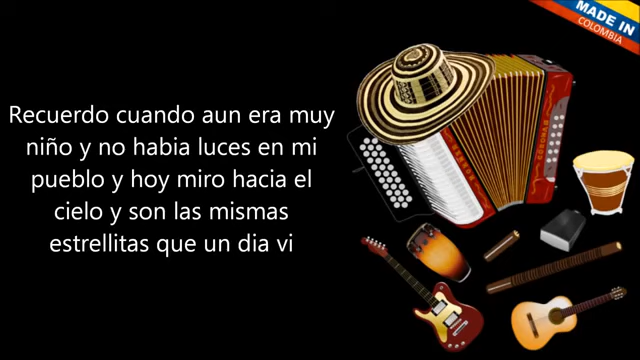 MADE IN
COLOMBIA
Recuerdo cuando aun era muy
niño y no habia luces en mi
pueblo y hoy miro hacia el
cielo y son las mismas
estrellitas que un dia vi
HOHNER